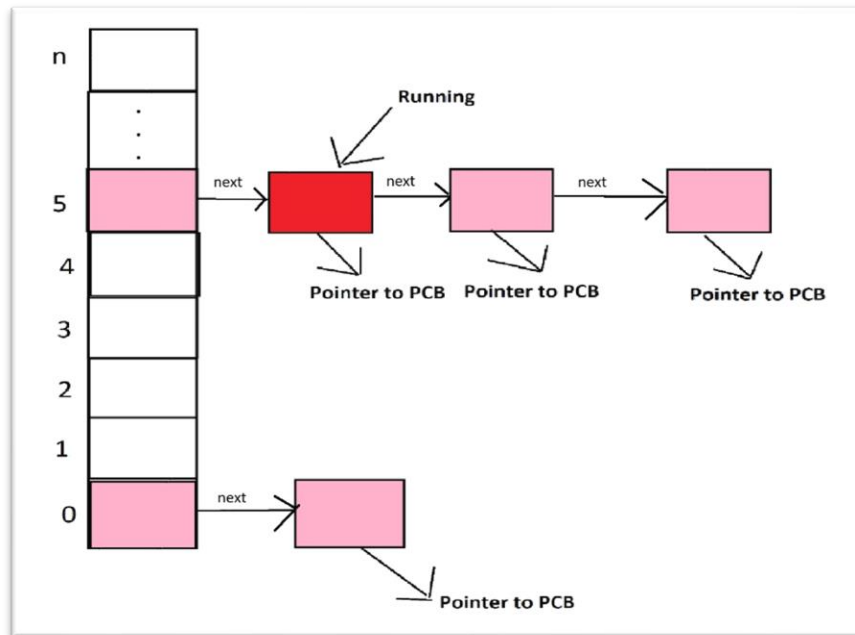 n
Running
.
.
.
next
next
next
5
4
Pointer to PCB
Pointer to PCB
Pointer to PCB
3
2
1
next
0
Pointer to PCB